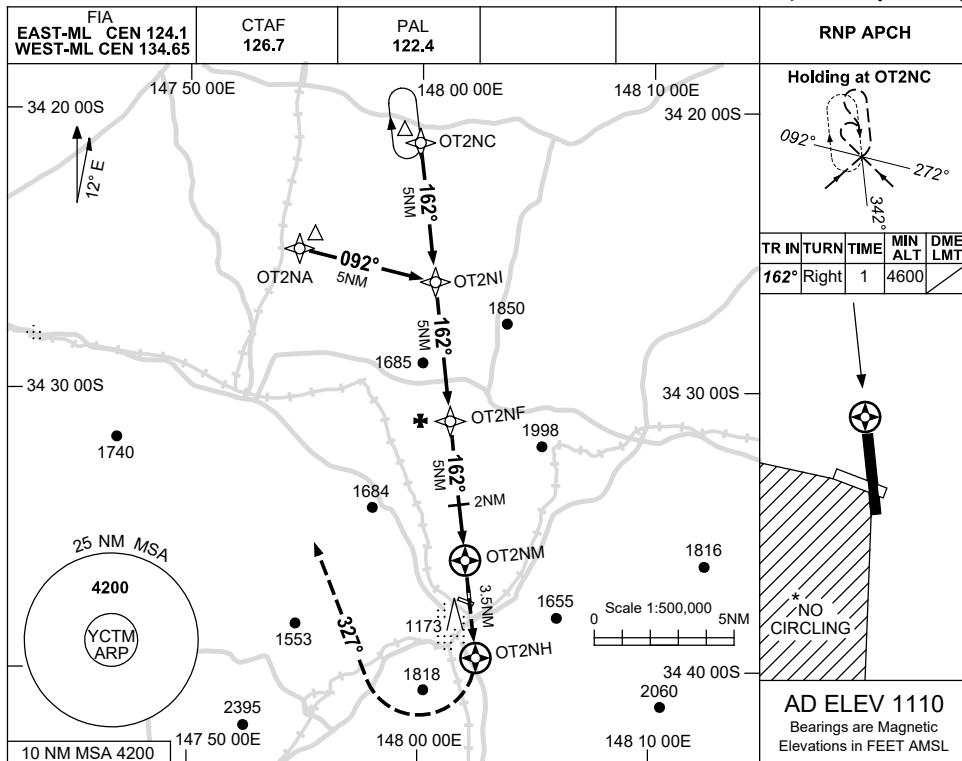 FIA
EAST-ML CEN 124.1
WEST-ML CEN 134.65
CTAF
126.7
PAL
122.4
RNP APCH
147 50 00E
148 00 00E
148 10 00E
34 20 00S
34 20 00S
12° E
OT2NC
162°
5NM
OT2NA
092°
5NM
OT2NI
1850
162°
5NM
1685
34 30 00S
34 30 00S
OT2NF
1740
1998
162°
5NM
1684
2NM
OT2NM
1816
25 NM MSA
4200
YCTM
ARP
3.5NM
1553
327°
1173
1655
Scale 1:500,000
0
5NM
OT2NH
1818
34 40 00S
2395
2060
147 50 00E
148 00 00E
148 10 00E
10 NM MSA 4200
Holding at OT2NC
092°
272°
342°
TR IN TURN TIME MIN ALT DME LMT
162° Right 1 4600
*NO
CIRCLING
AD ELEV 1110
Bearings are Magnetic
Elevations in FEET AMSL